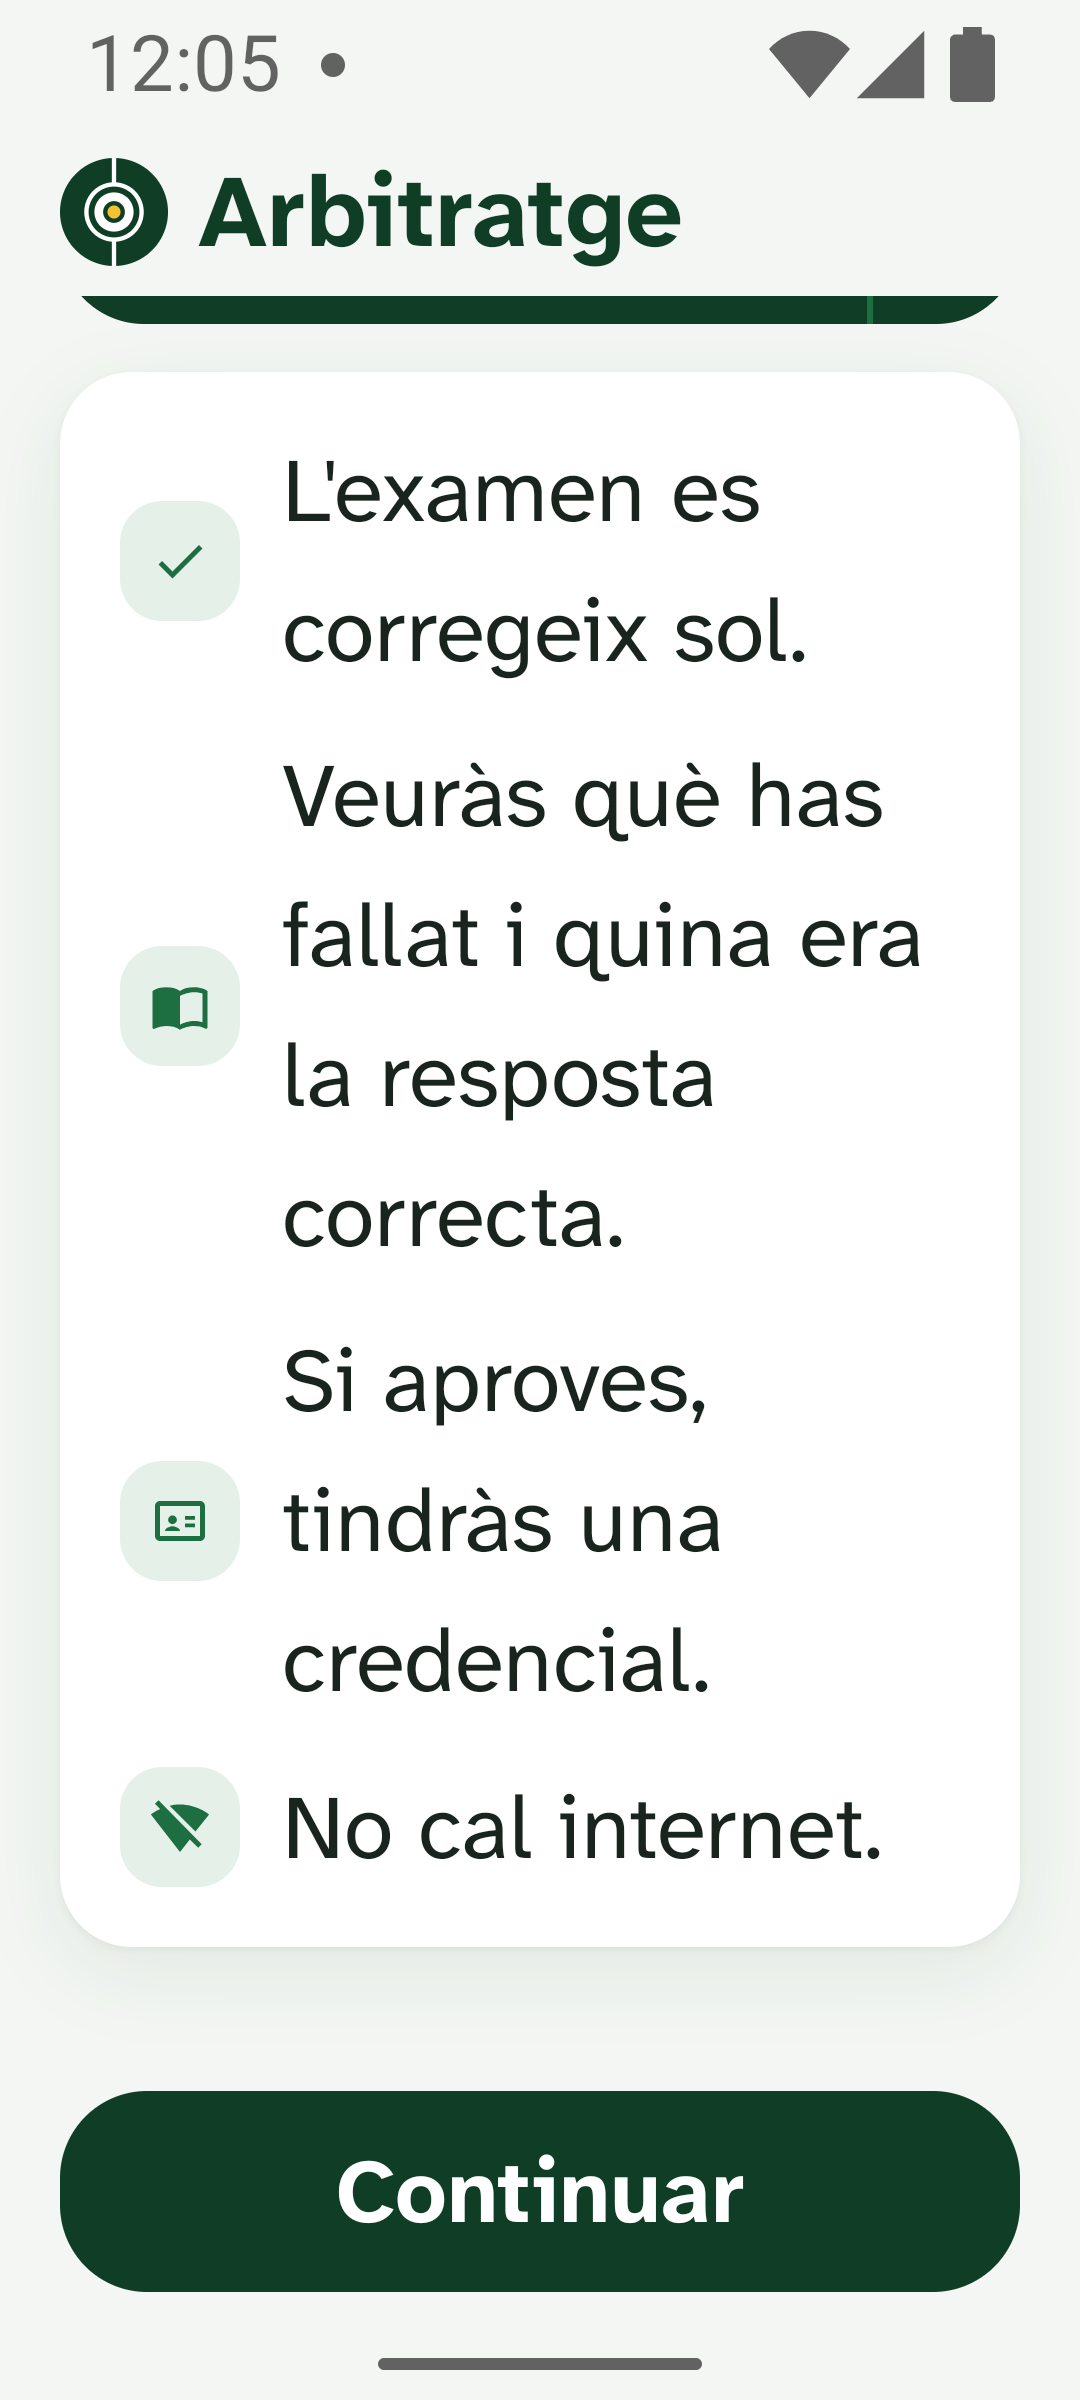 12:05
Arbitratge
L'examen es
corregeix sol.
Veuràs què has
fallat i quina era
la resposta
correcta.
Si aproves,
tindràs una
credencial.
No cal internet.
Continuar